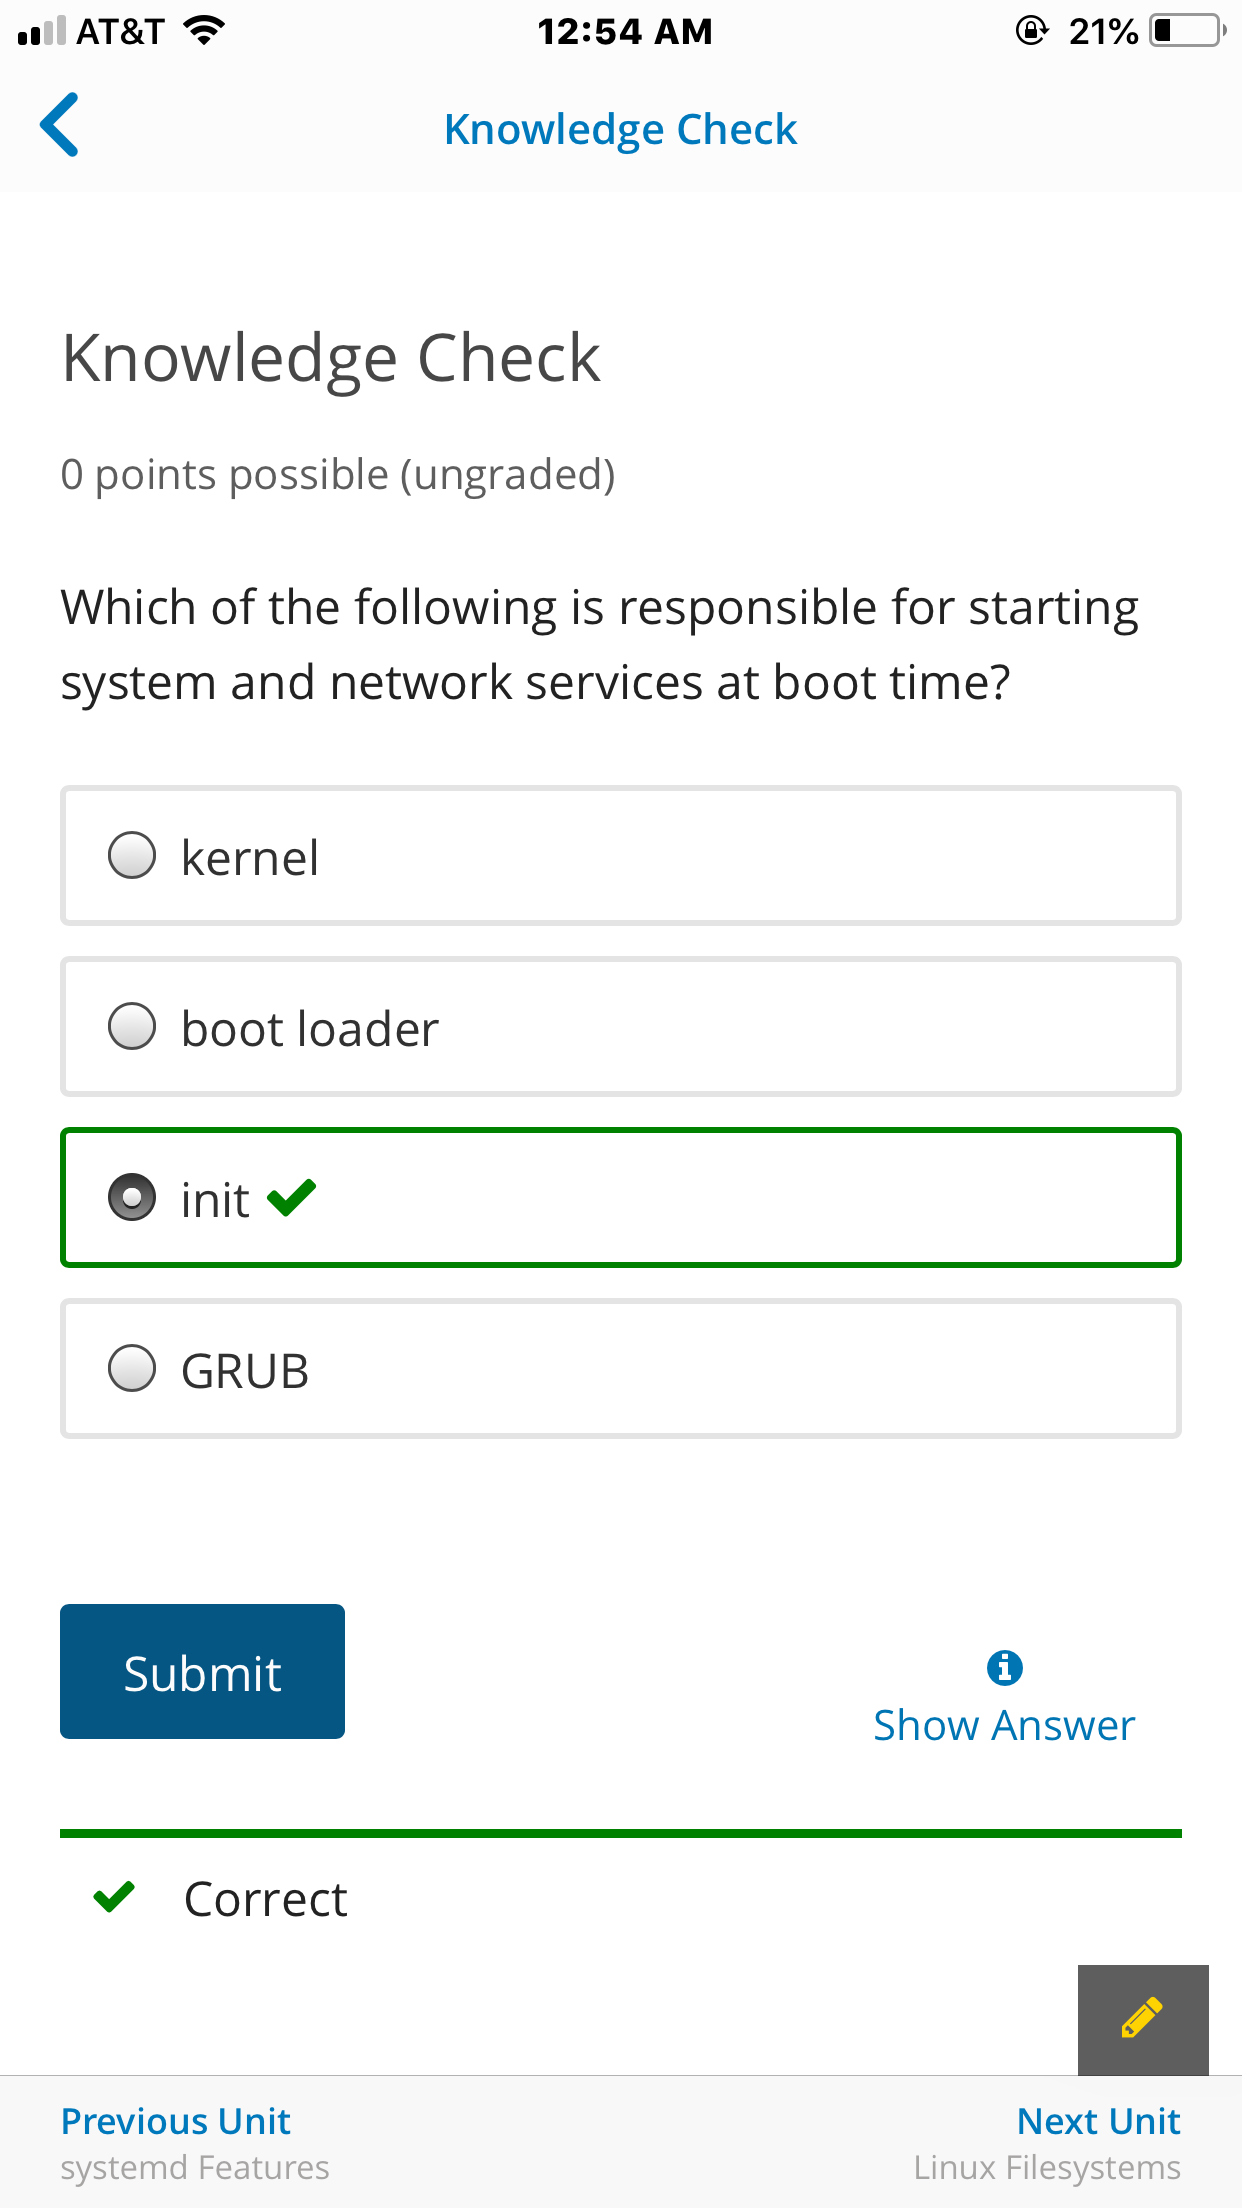 AT&T 12:54 AM 21%
Knowledge Check
Knowledge Check
0 points possible (ungraded)
Which of the following is responsible for starting
system and network services at boot time?
kernel
boot loader
init
GRUB
Submit
Show Answer
Correct
Previous Unit Next Unit
systemd Features Linux Filesystems